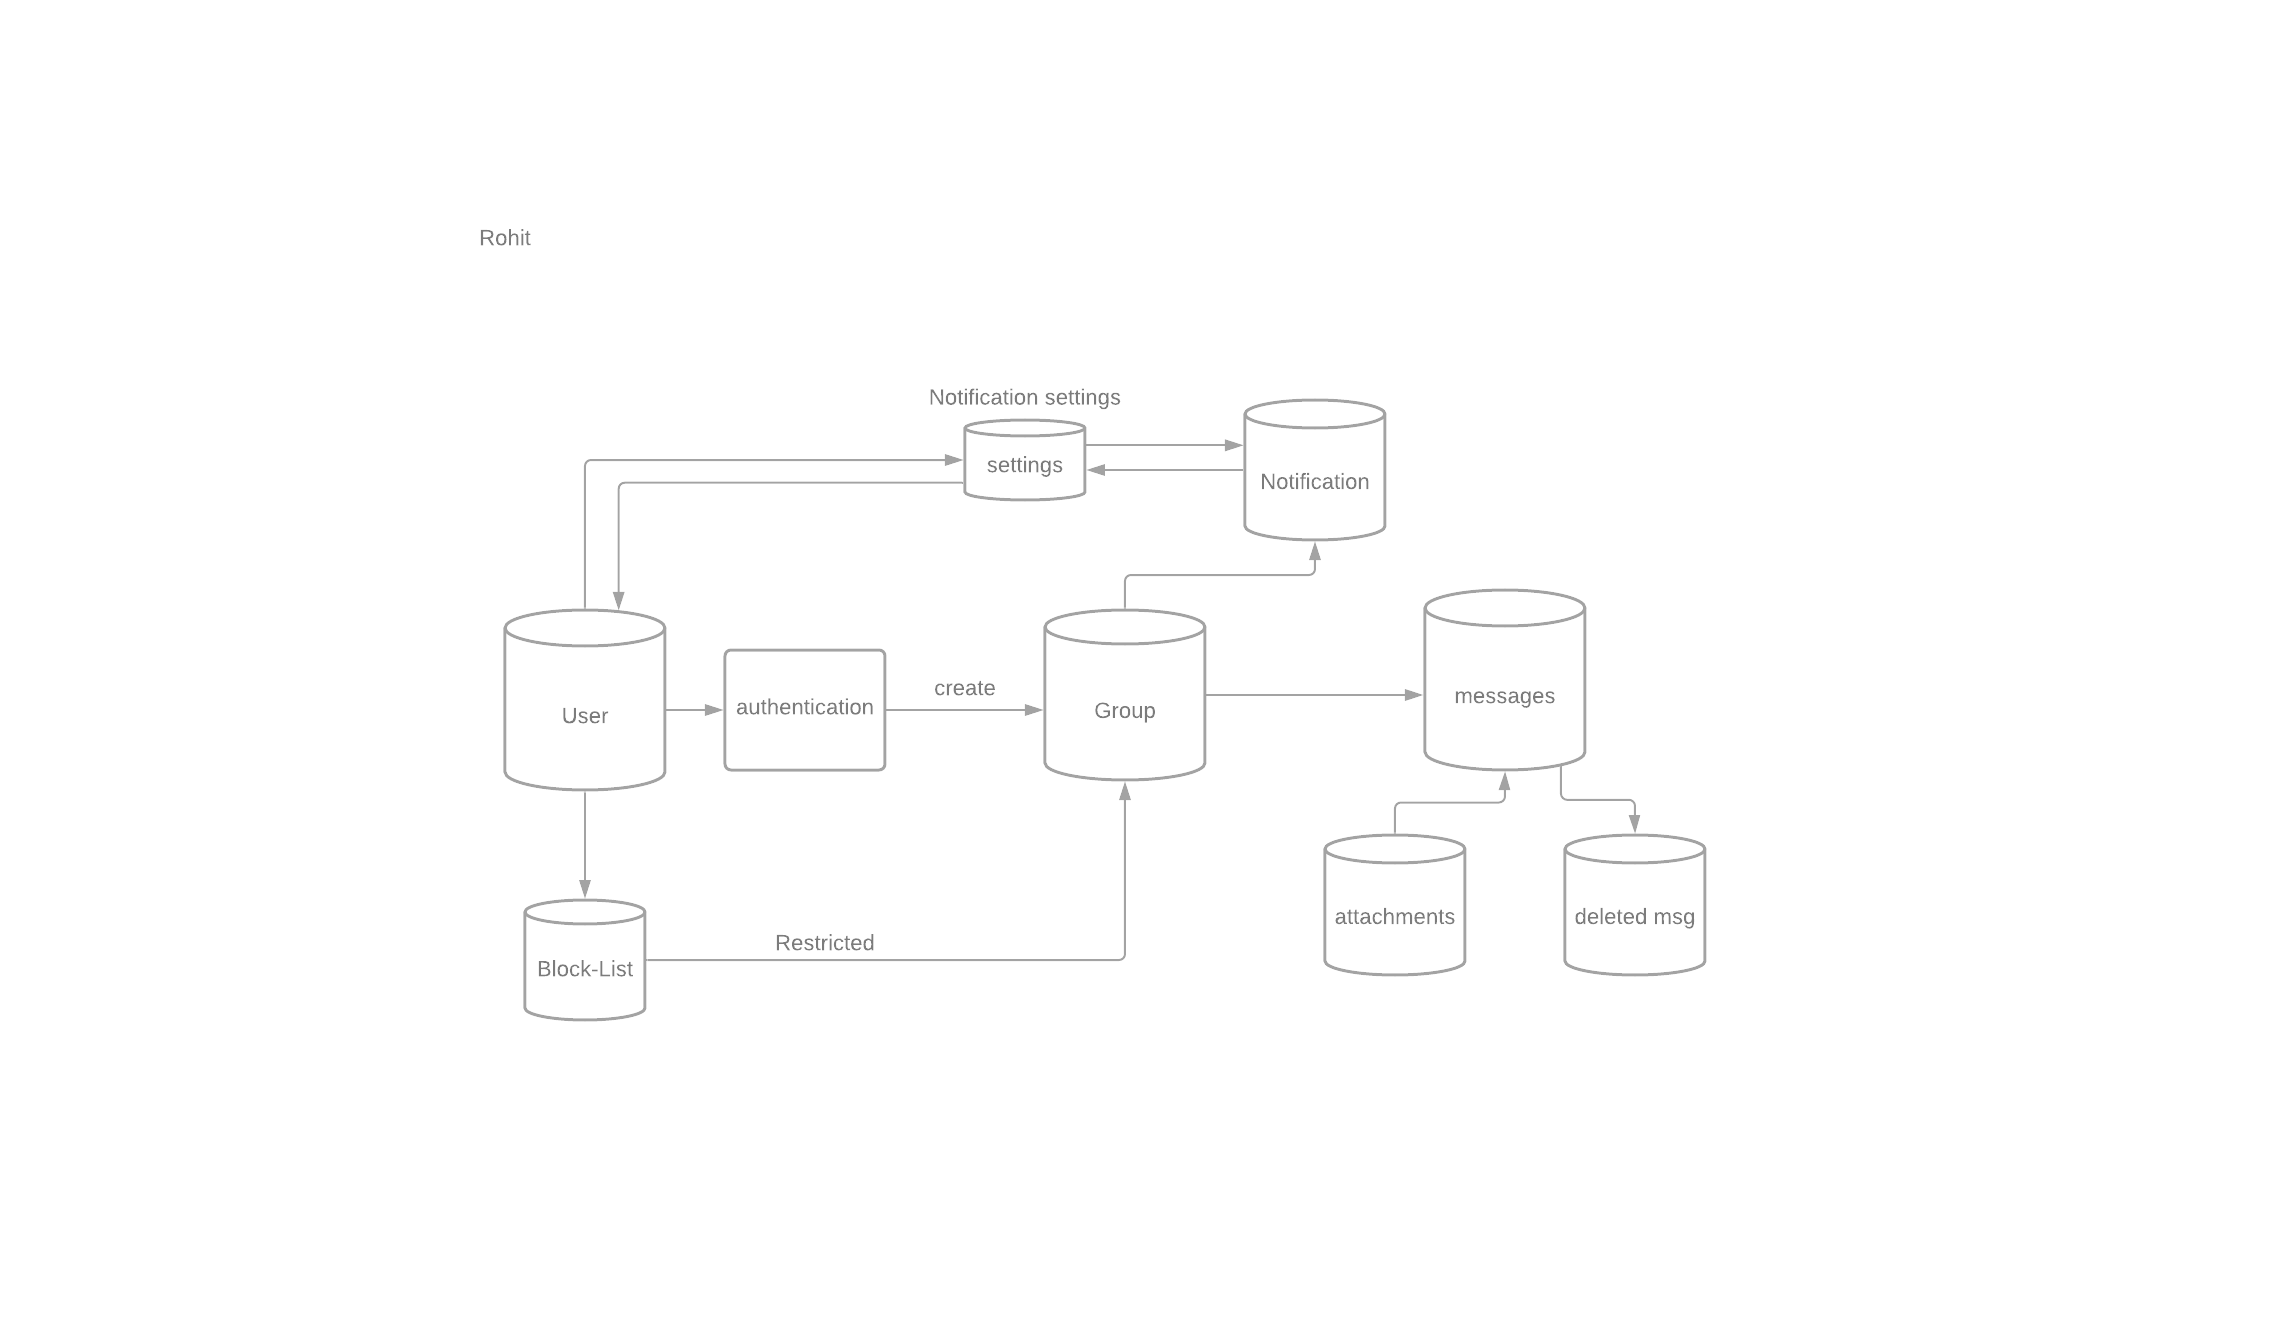 Rohit
Notification settings
settings
Notification
User
authentication
create
Group
messages
Block-List
Restricted
attachments
deleted msg